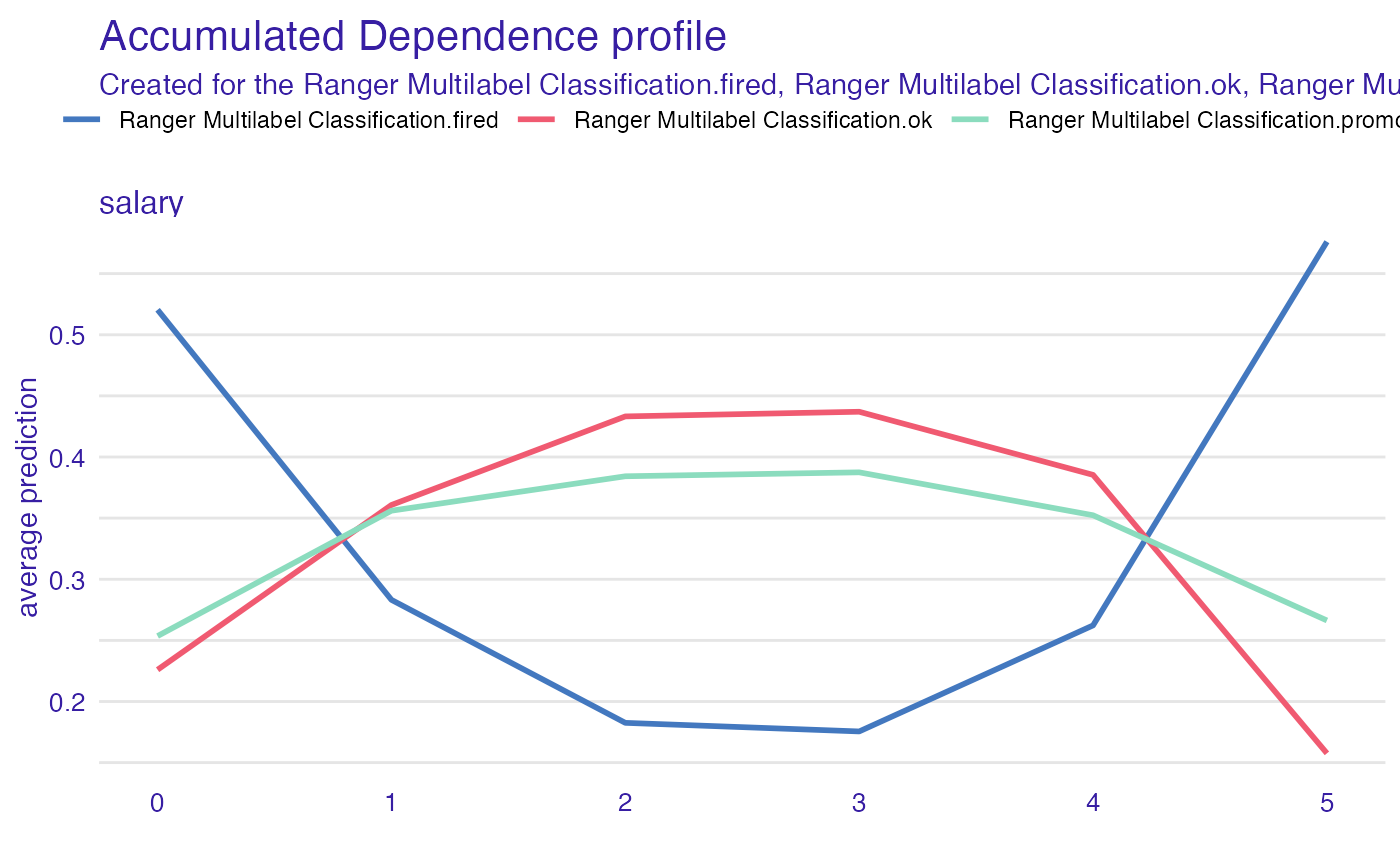 Accumulated Dependence profile
Created for the Ranger Multilabel Classification.fired, Ranger Multilabel Classification.ok, Ranger Mu
Ranger Multilabel Classification.fired Ranger Multilabel Classification.ok Ranger Multilabel Classification.promo
salary
average prediction
0.5
0.4
0.3
0.2
0 1 2 3 4 5